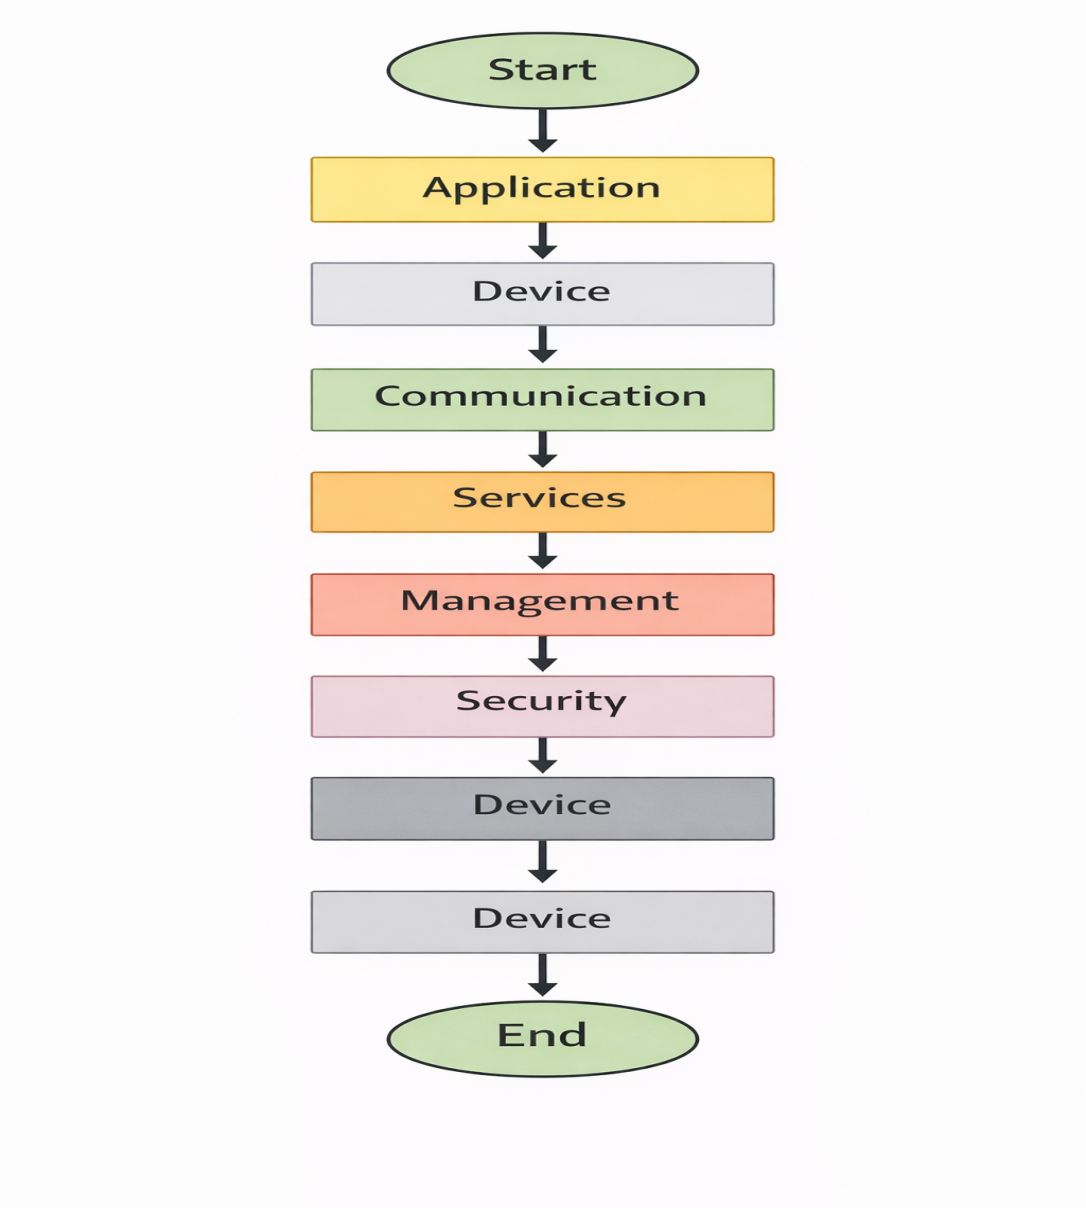 Start
Application
Device
Communication
Services
Management
Security
Device
Device
End